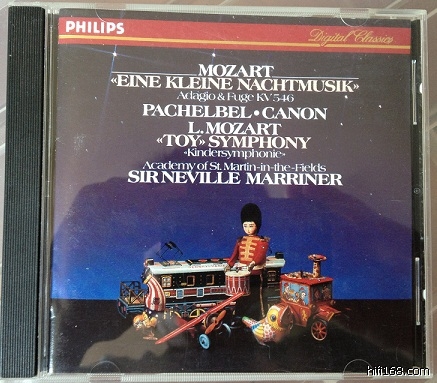 PHILIPS
Digital Classics
MOZART
«EINE KLEINE NACHTMUSIK»
Adagio & Fuge KV 546
PACHELBEL • CANON
L. MOZART
«TOY» SYMPHONY
«Kindersymphonie»
Academy of St. Martin-in-the-Fields
SIR NEVILLE MARRINER
hifi168.com